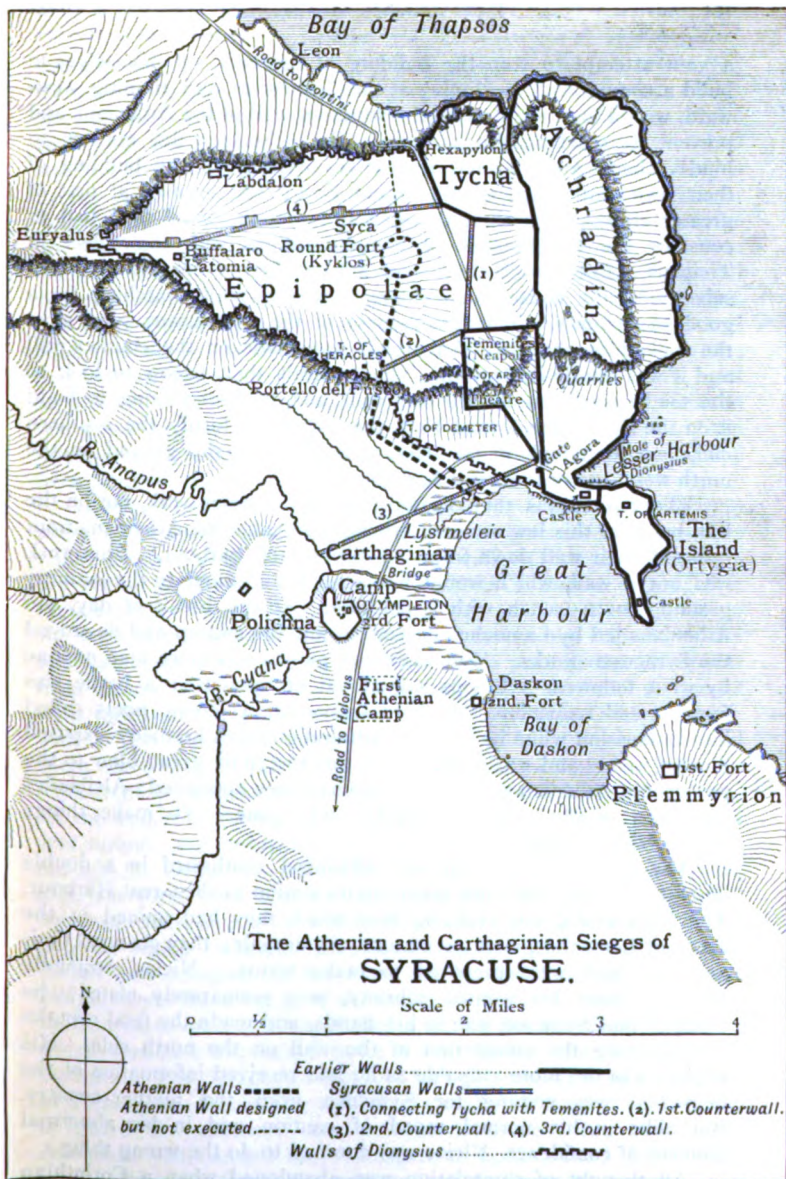 Bay of Thapsos
Leon
Road to Leontini
Hexapylon
Tycha
Achradina
Labdalon
(4)
Euryalus
Syca
Buffalaro
Latomia
Round Fort
(Kyklos)
(1)
Epipolae
(2)
T. OF
HERACLES
Temenites
(Neapolis)
Portello del Fusco
Theatre
Quarries
T. OF DEMETER
Gate
Agora
Mole of
Dionysius
Lesser Harbour
R. Anapus
(3)
Lysimeleia
Castle
T. OF ARTEMIS
The
Island
(Ortygia)
Carthaginian
Camp
Bridge
Great
Harbour
Castle
OLYMPIEION
2rd. Fort
Polichna
R. Cyana
First
Athenian
Camp
Road to Helorus
Daskon
2nd. Fort
Bay of
Daskon
1st. Fort
Plemmyrion
The Athenian and Carthaginian Sieges of
SYRACUSE.
N
Scale of Miles
0 ½ 1 2 3 4
Earlier Walls
Athenian Walls Syracusan Walls
Athenian Wall designed (1). Connecting Tycha with Temenites. (2). 1st. Counterwall.
but not executed (3). 2nd. Counterwall. (4). 3rd. Counterwall.
Walls of Dionysius